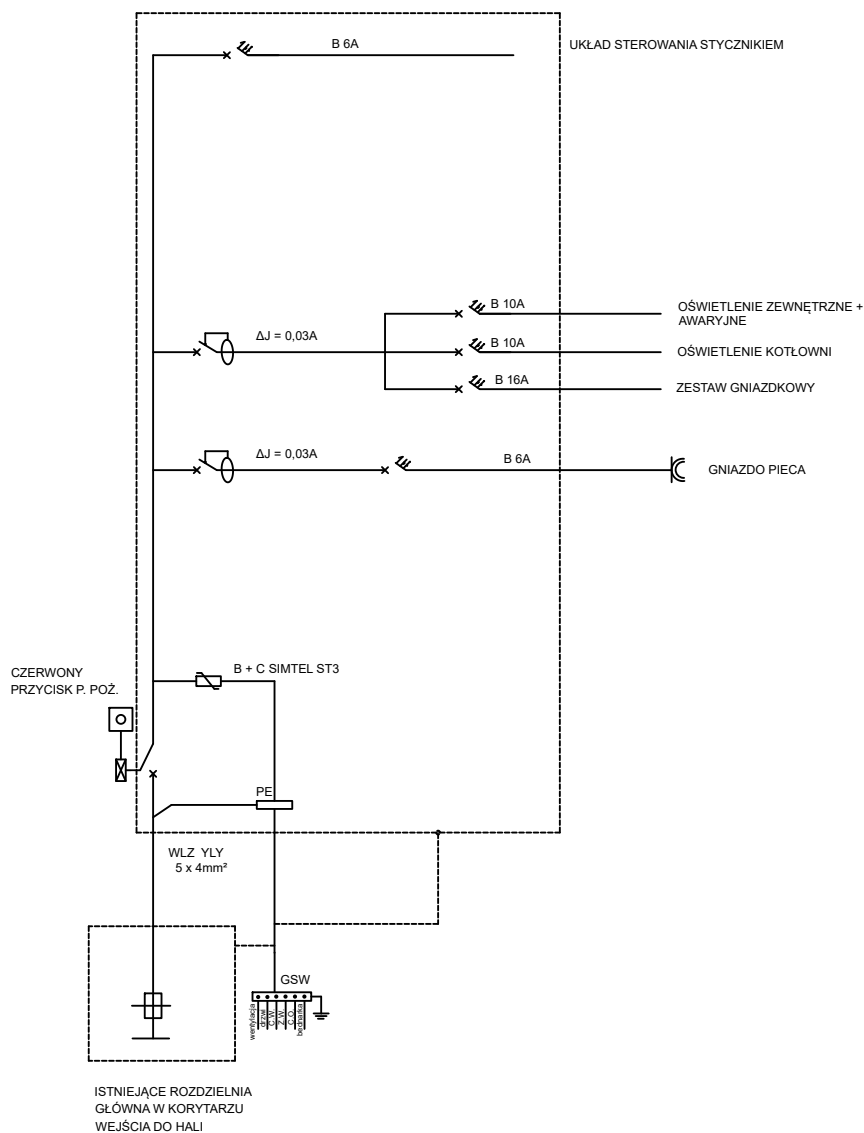 B 6A
UKŁAD STEROWANIA STYCZNIKIEM
B 10A
OŚWIETLENIE ZEWNĘTRZNE +
AWARYJNE
ΔJ = 0,03A
B 10A
OŚWIETLENIE KOTŁOWNI
B 16A
ZESTAW GNIAZDKOWY
ΔJ = 0,03A
B 6A
GNIAZDO PIECA
B + C SIMTEL ST3
CZERWONY
PRZYCISK P. POŻ.
PE
WLZ YLY
5 x 4mm²
GSW
wentylacja
drzwi
C.W.
Z.W.
C.O.
bednarka
ISTNIEJĄCE ROZDZIELNIA
GŁÓWNA W KORYTARZU
WEJŚCIA DO HALI